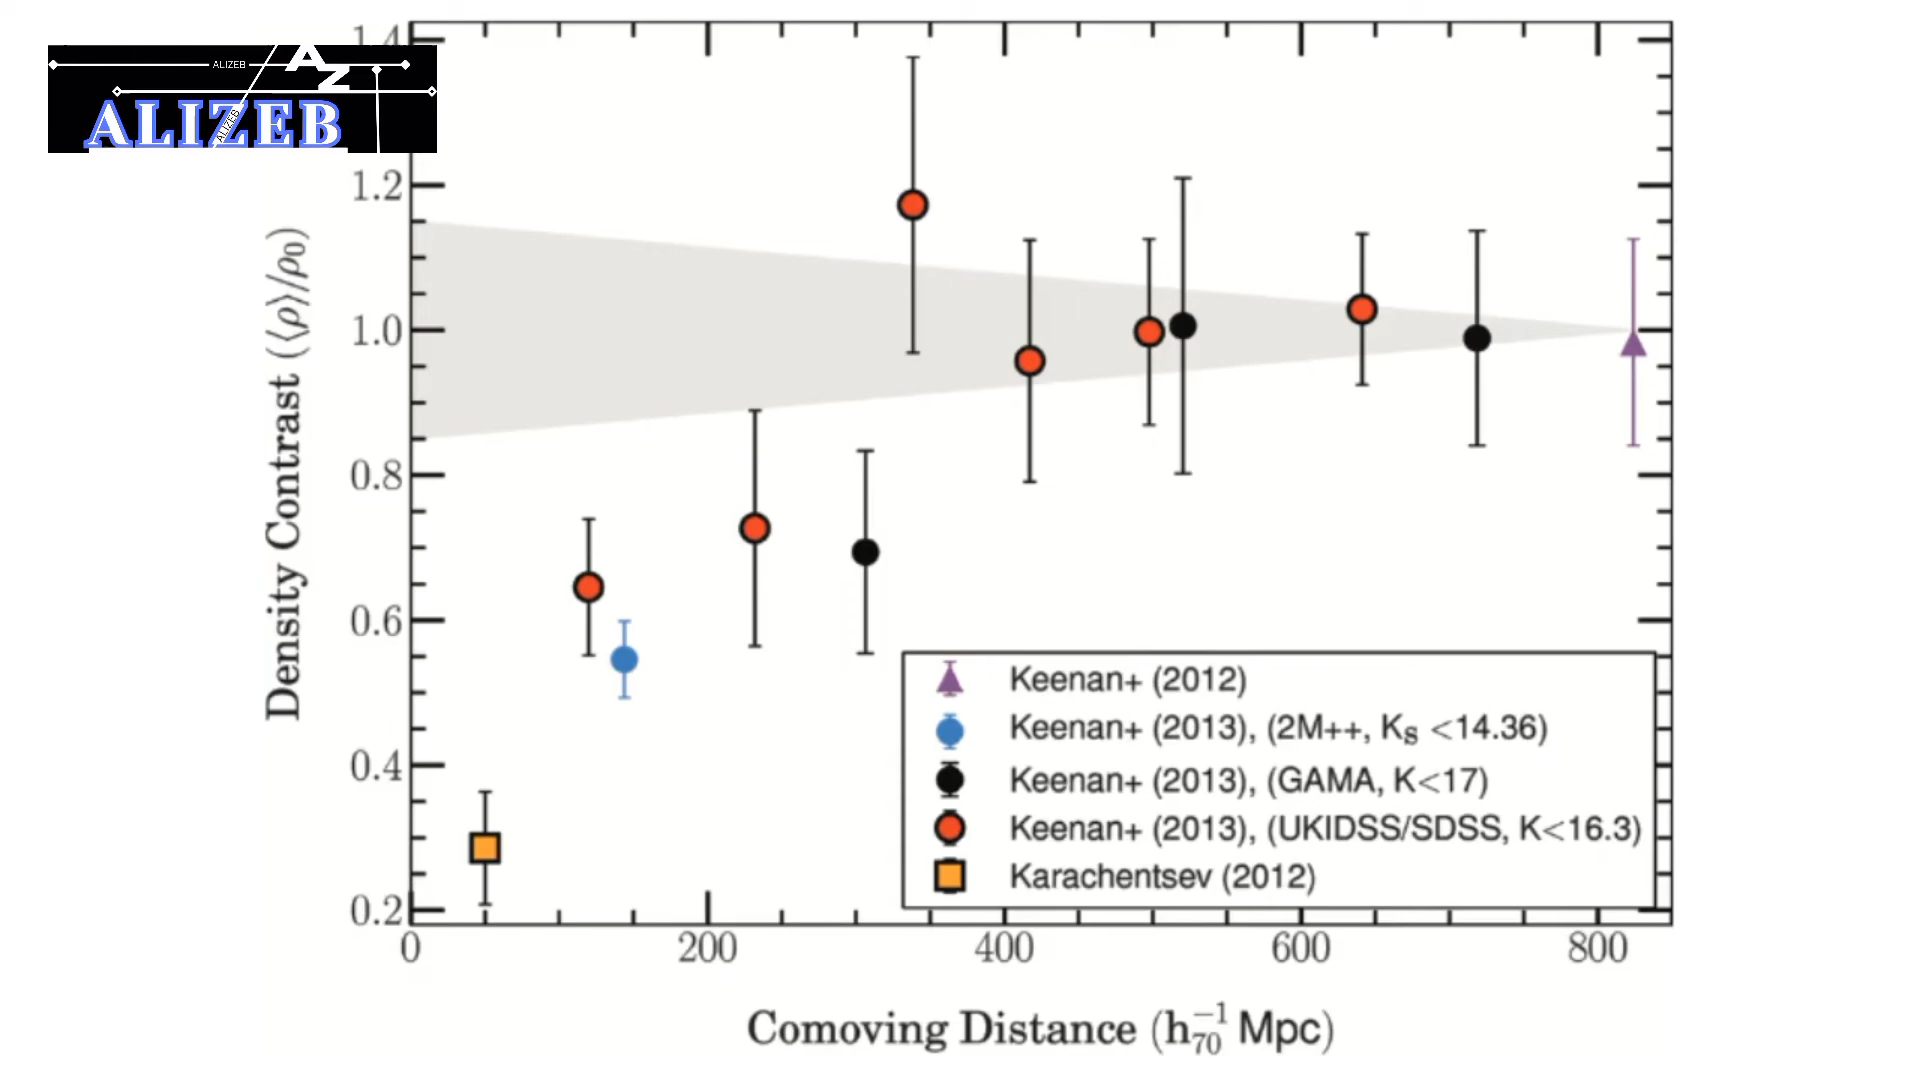 1.4
ALIZEB
AZ
ALIZEB
ALIZEB
1.2
1.0
0.8
0.6
0.4
0.2
Density Contrast (⟨ρ⟩/ρ₀)
0 200 400 600 800
Comoving Distance (h₇₀⁻¹ Mpc)
Keenan+ (2012)
Keenan+ (2013), (2M++, Kₛ <14.36)
Keenan+ (2013), (GAMA, K<17)
Keenan+ (2013), (UKIDSS/SDSS, K<16.3)
Karachentsev (2012)